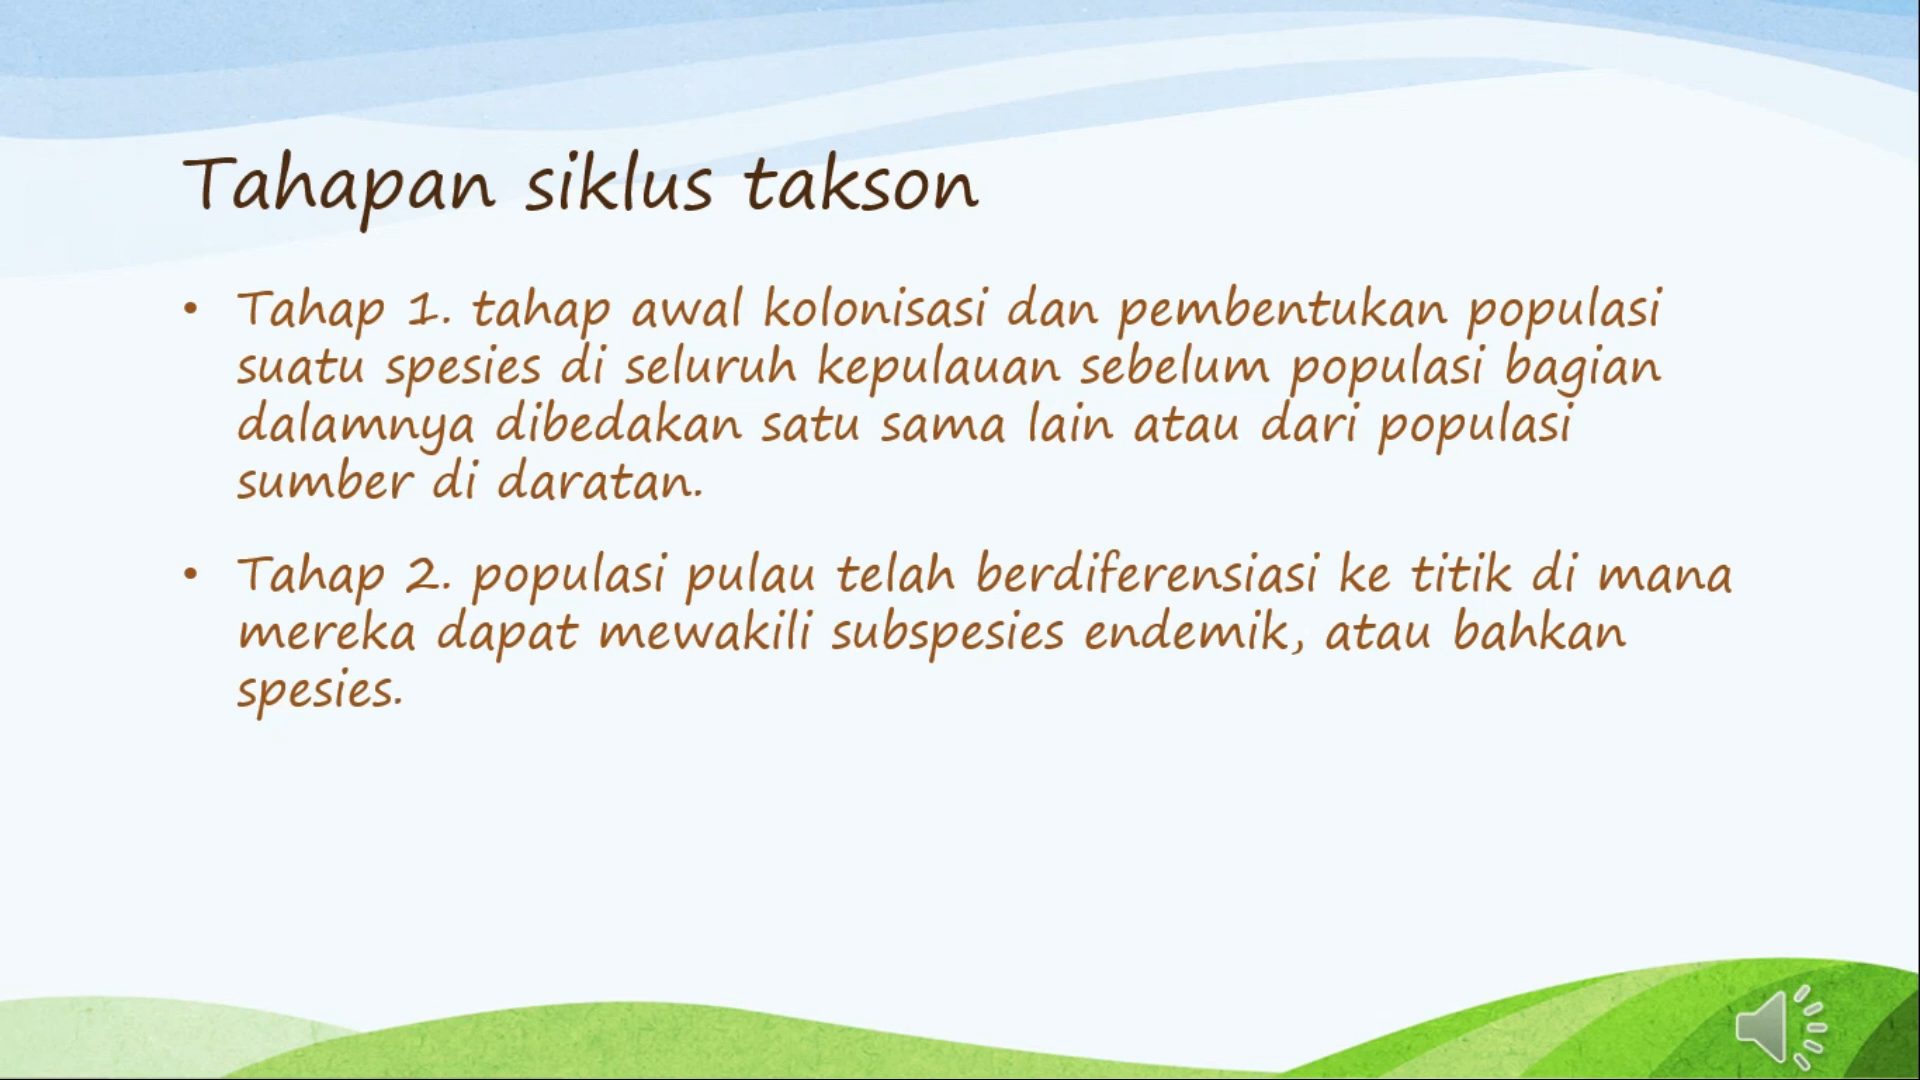 Tahapan siklus takson
• Tahap 1. tahap awal kolonisasi dan pembentukan populasi
suatu spesies di seluruh kepulauan sebelum populasi bagian
dalamnya dibedakan satu sama lain atau dari populasi
sumber di daratan.
• Tahap 2. populasi pulau telah berdiferensiasi ke titik di mana
mereka dapat mewakili subspesies endemik, atau bahkan
spesies.